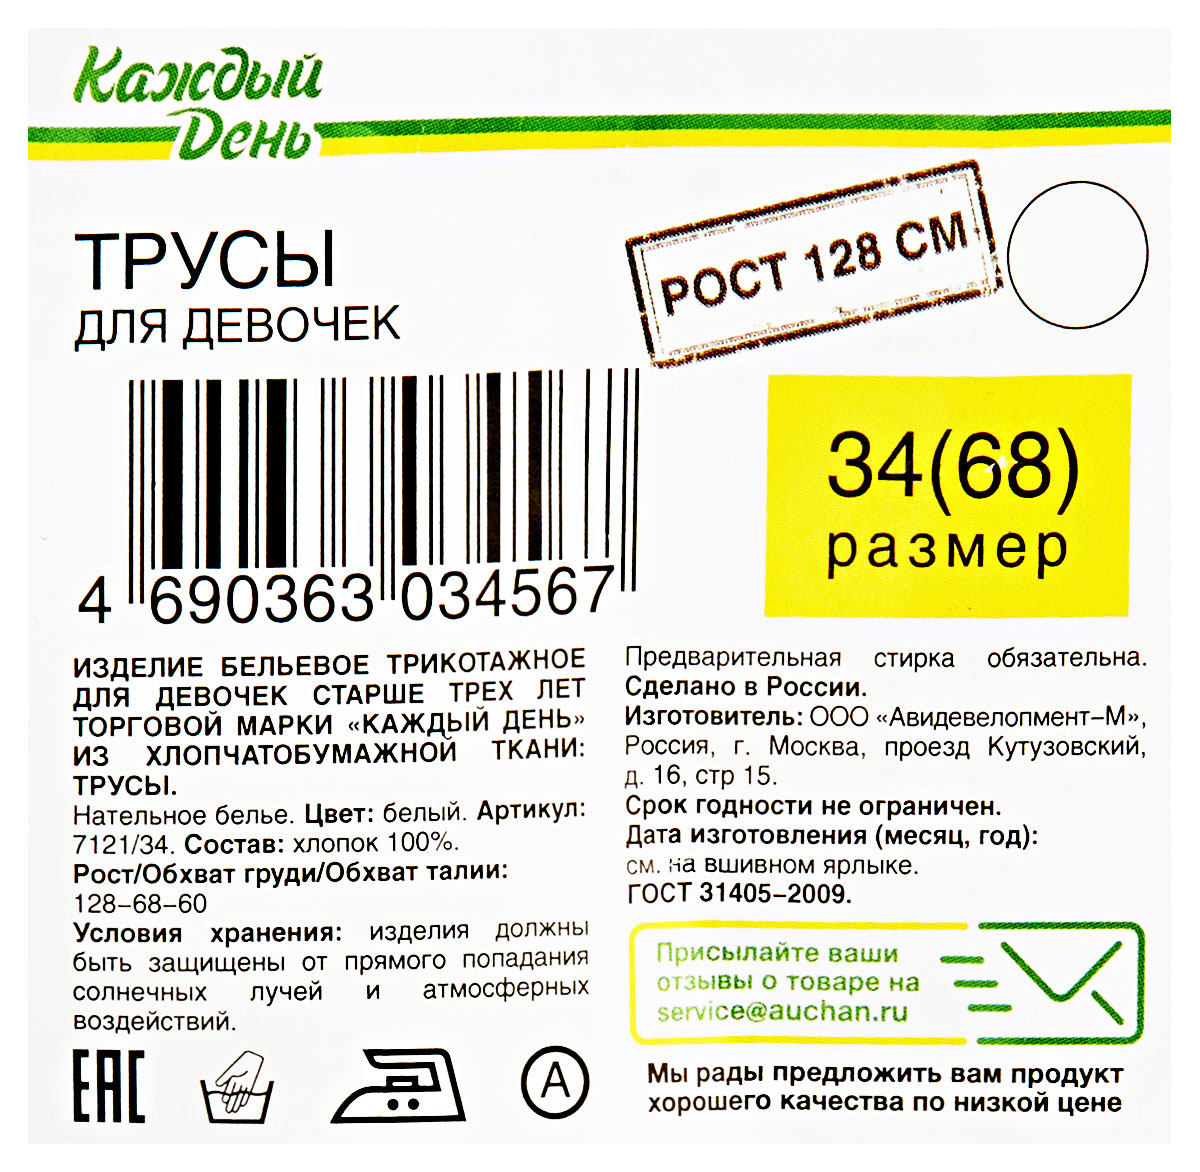 Каждый
День
ТРУСЫ
ДЛЯ ДЕВОЧЕК
РОСТ 128 СМ
34(68)
размер
4 690363 034567
ИЗДЕЛИЕ БЕЛЬЕВОЕ ТРИКОТАЖНОЕ
ДЛЯ ДЕВОЧЕК СТАРШЕ ТРЕХ ЛЕТ
ТОРГОВОЙ МАРКИ «КАЖДЫЙ ДЕНЬ»
ИЗ ХЛОПЧАТОБУМАЖНОЙ ТКАНИ:
ТРУСЫ.
Нательное белье. Цвет: белый. Артикул:
7121/34. Состав: хлопок 100%.
Рост/Обхват груди/Обхват талии:
128–68–60
Условия хранения: изделия должны
быть защищены от прямого попадания
солнечных лучей и атмосферных
воздействий.
EAC
A
Предварительная стирка обязательна.
Сделано в России.
Изготовитель: ООО «Авидевелопмент–М»,
Россия, г. Москва, проезд Кутузовский,
д. 16, стр 15.
Срок годности не ограничен.
Дата изготовления (месяц, год):
см. на вшивном ярлыке.
ГОСТ 31405–2009.
Присылайте ваши
отзывы о товаре на
service@auchan.ru
Мы рады предложить вам продукт
хорошего качества по низкой цене